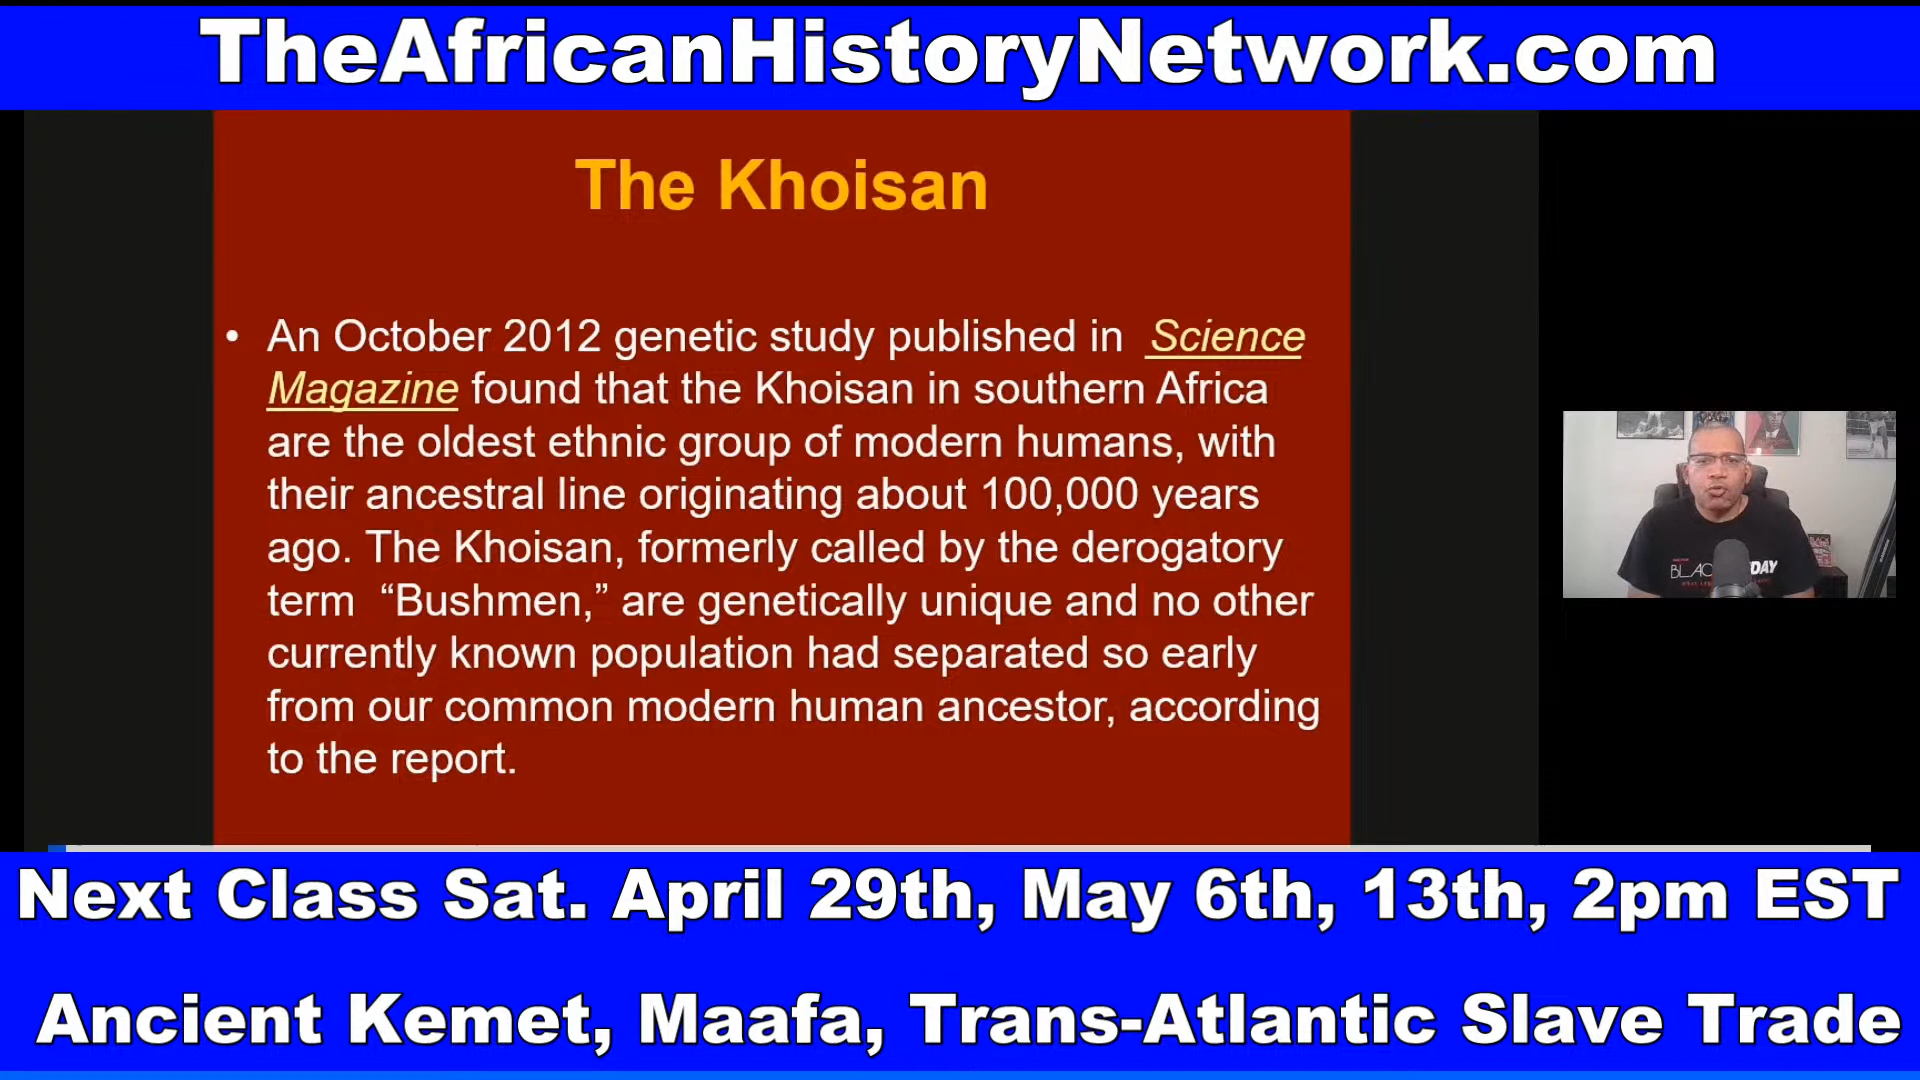 TheAfricanHistoryNetwork.com
The Khoisan
• An October 2012 genetic study published in Science
Magazine found that the Khoisan in southern Africa
are the oldest ethnic group of modern humans, with
their ancestral line originating about 100,000 years
ago. The Khoisan, formerly called by the derogatory
term “Bushmen,” are genetically unique and no other
currently known population had separated so early
from our common modern human ancestor, according
to the report.
Next Class Sat. April 29th, May 6th, 13th, 2pm EST
Ancient Kemet, Maafa, Trans-Atlantic Slave Trade